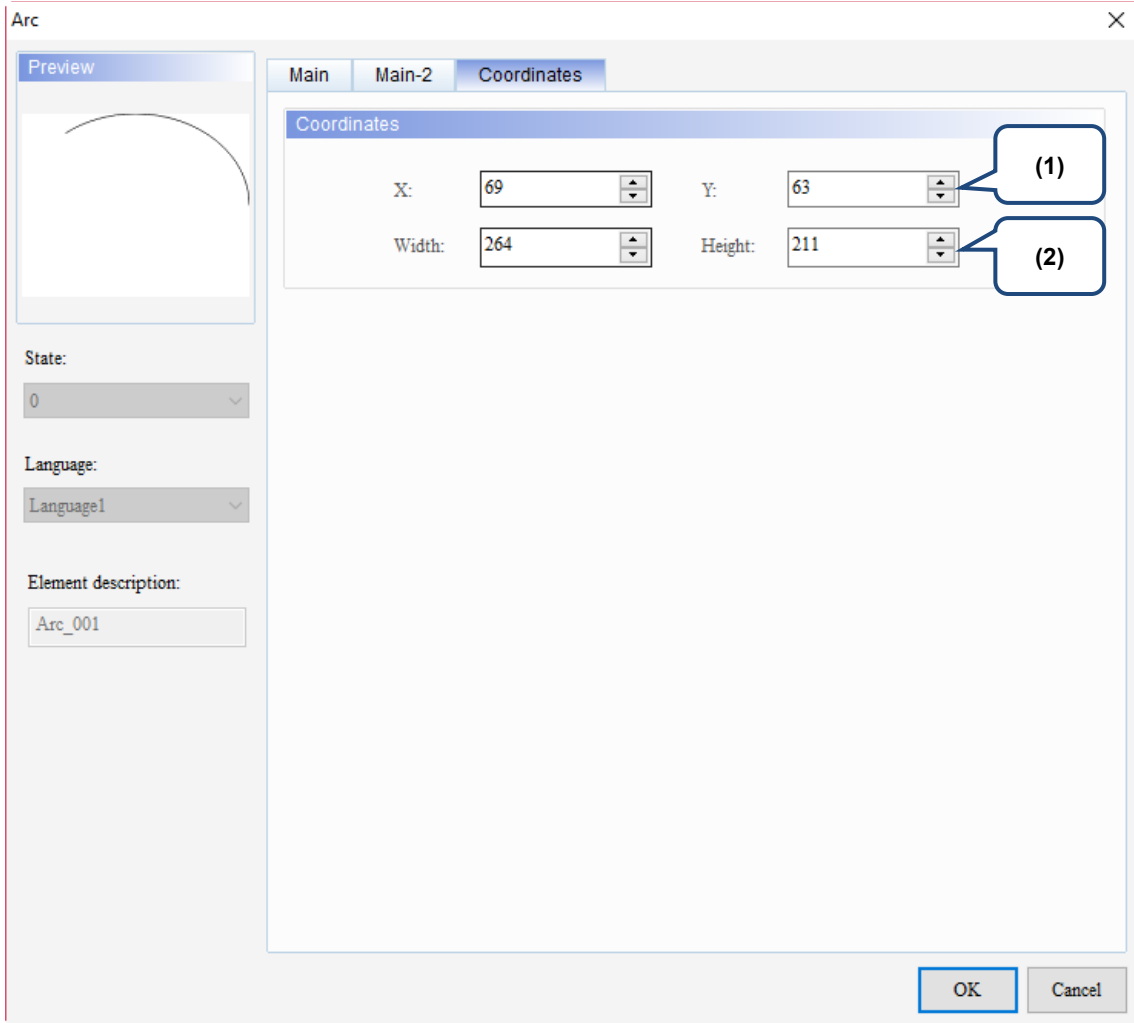 Arc
Preview
Main Main-2 Coordinates
Coordinates
X: 69 Y: 63
(1)
Width: 264 Height: 211
(2)
State:
0
Language:
Language1
Element description:
Arc_001
OK Cancel